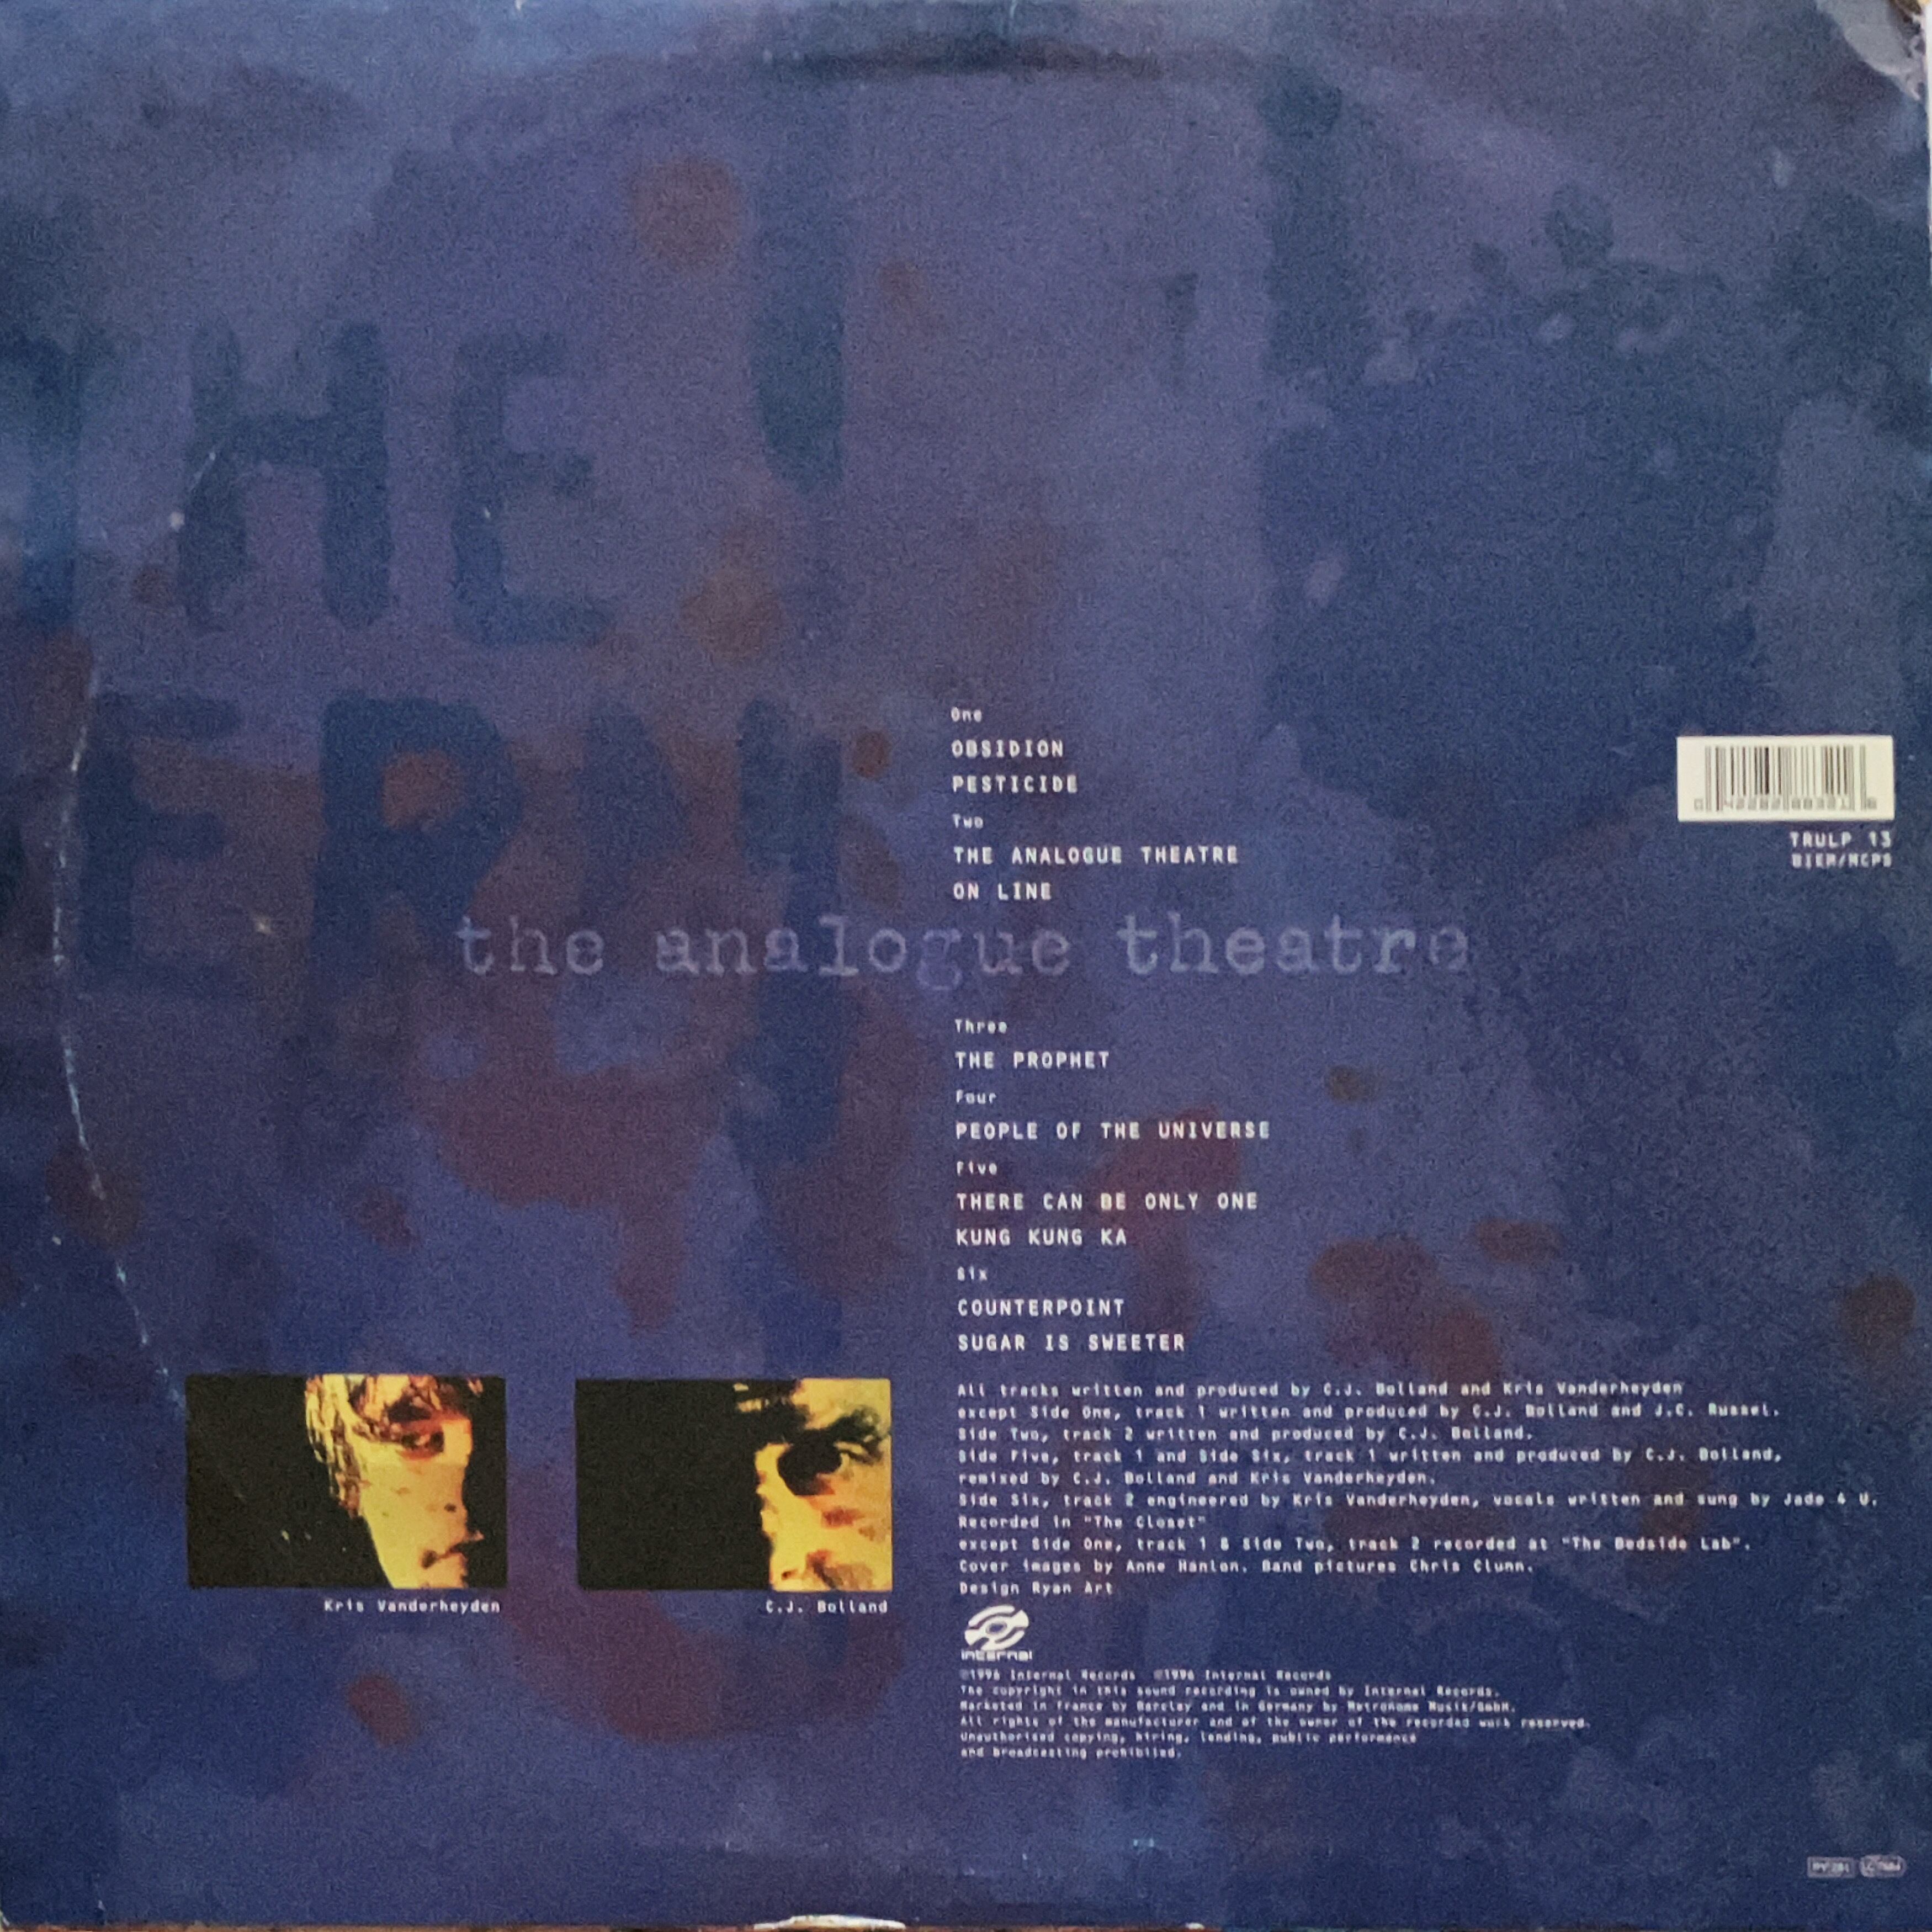 HE
ERN
One
OBSIDION
PESTICIDE
Two
THE ANALOGUE THEATRE
ON LINE
TRULP 13
BIEM/MCPS
the analogue theatre
Three
THE PROPHET
Four
PEOPLE OF THE UNIVERSE
Five
THERE CAN BE ONLY ONE
KUNG KUNG KA
Six
COUNTERPOINT
SUGAR IS SWEETER
All tracks written and produced by C.J. Bolland and Kris Vanderheyden
except Side One, track 1 written and produced by C.J. Bolland and J.C. Russel.
Side Two, track 2 written and produced by C.J. Bolland.
Side Five, track 1 and Side Six, track 1 written and produced by C.J. Bolland,
remixed by C.J. Bolland and Kris Vanderheyden.
Side Six, track 2 engineered by Kris Vanderheyden, vocals written and sung by Jade 4 U.
Recorded in "The Closet"
except Side One, track 1 & Side Two, track 2 recorded at "The Bedside Lab".
Cover images by Anne Hanlon. Band pictures Chris Clunn.
Design Ryan Art
Kris Vanderheyden
C.J. Bolland
internal
℗1996 Internal Records ©1996 Internal Records
The copyright in this sound recording is owned by Internal Records.
Marketed in France by Barclay and in Germany by Metronome Musik/GmbH.
All rights of the manufacturer and of the owner of the recorded work reserved.
Unauthorised copying, hiring, lending, public performance
and broadcasting prohibited.